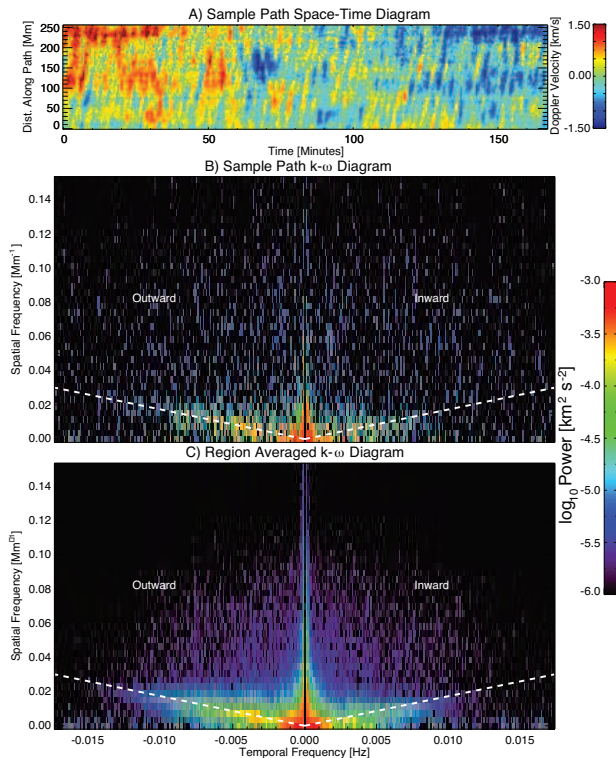 A) Sample Path Space-Time Diagram
Dist. Along Path [Mm]
250
200
150
100
50
0
0 50 100 150
Time [Minutes]
1.50
0.00
-1.50
Doppler Velocity [km/s]
B) Sample Path k-ω Diagram
Spatial Frequency [Mm⁻¹]
0.14
0.12
0.10
0.08
0.06
0.04
0.02
0.00
Outward Inward
C) Region Averaged k-ω Diagram
Spatial Frequency [Mm
0.14
0.12
0.10
0.08
0.06
0.04
0.02
0.00
Outward Inward
-0.015 -0.010 -0.005 0.000 0.005 0.010 0.015
Temporal Frequency [Hz]
-3.0
-3.5
-4.0
-4.5
-5.0
-5.5
-6.0
log₁₀ Power [km² s⁻²]